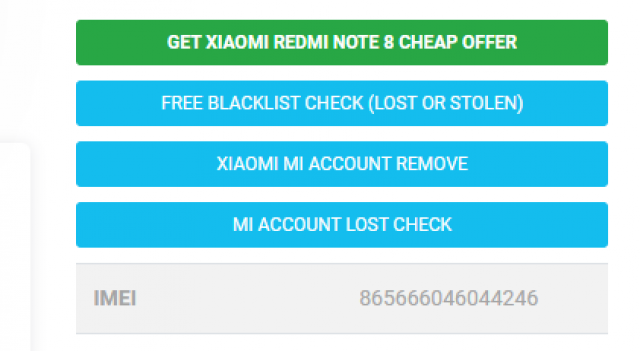 GET XIAOMI REDMI NOTE 8 CHEAP OFFER
FREE BLACKLIST CHECK (LOST OR STOLEN)
XIAOMI MI ACCOUNT REMOVE
MI ACCOUNT LOST CHECK
IMEI 865666046044246